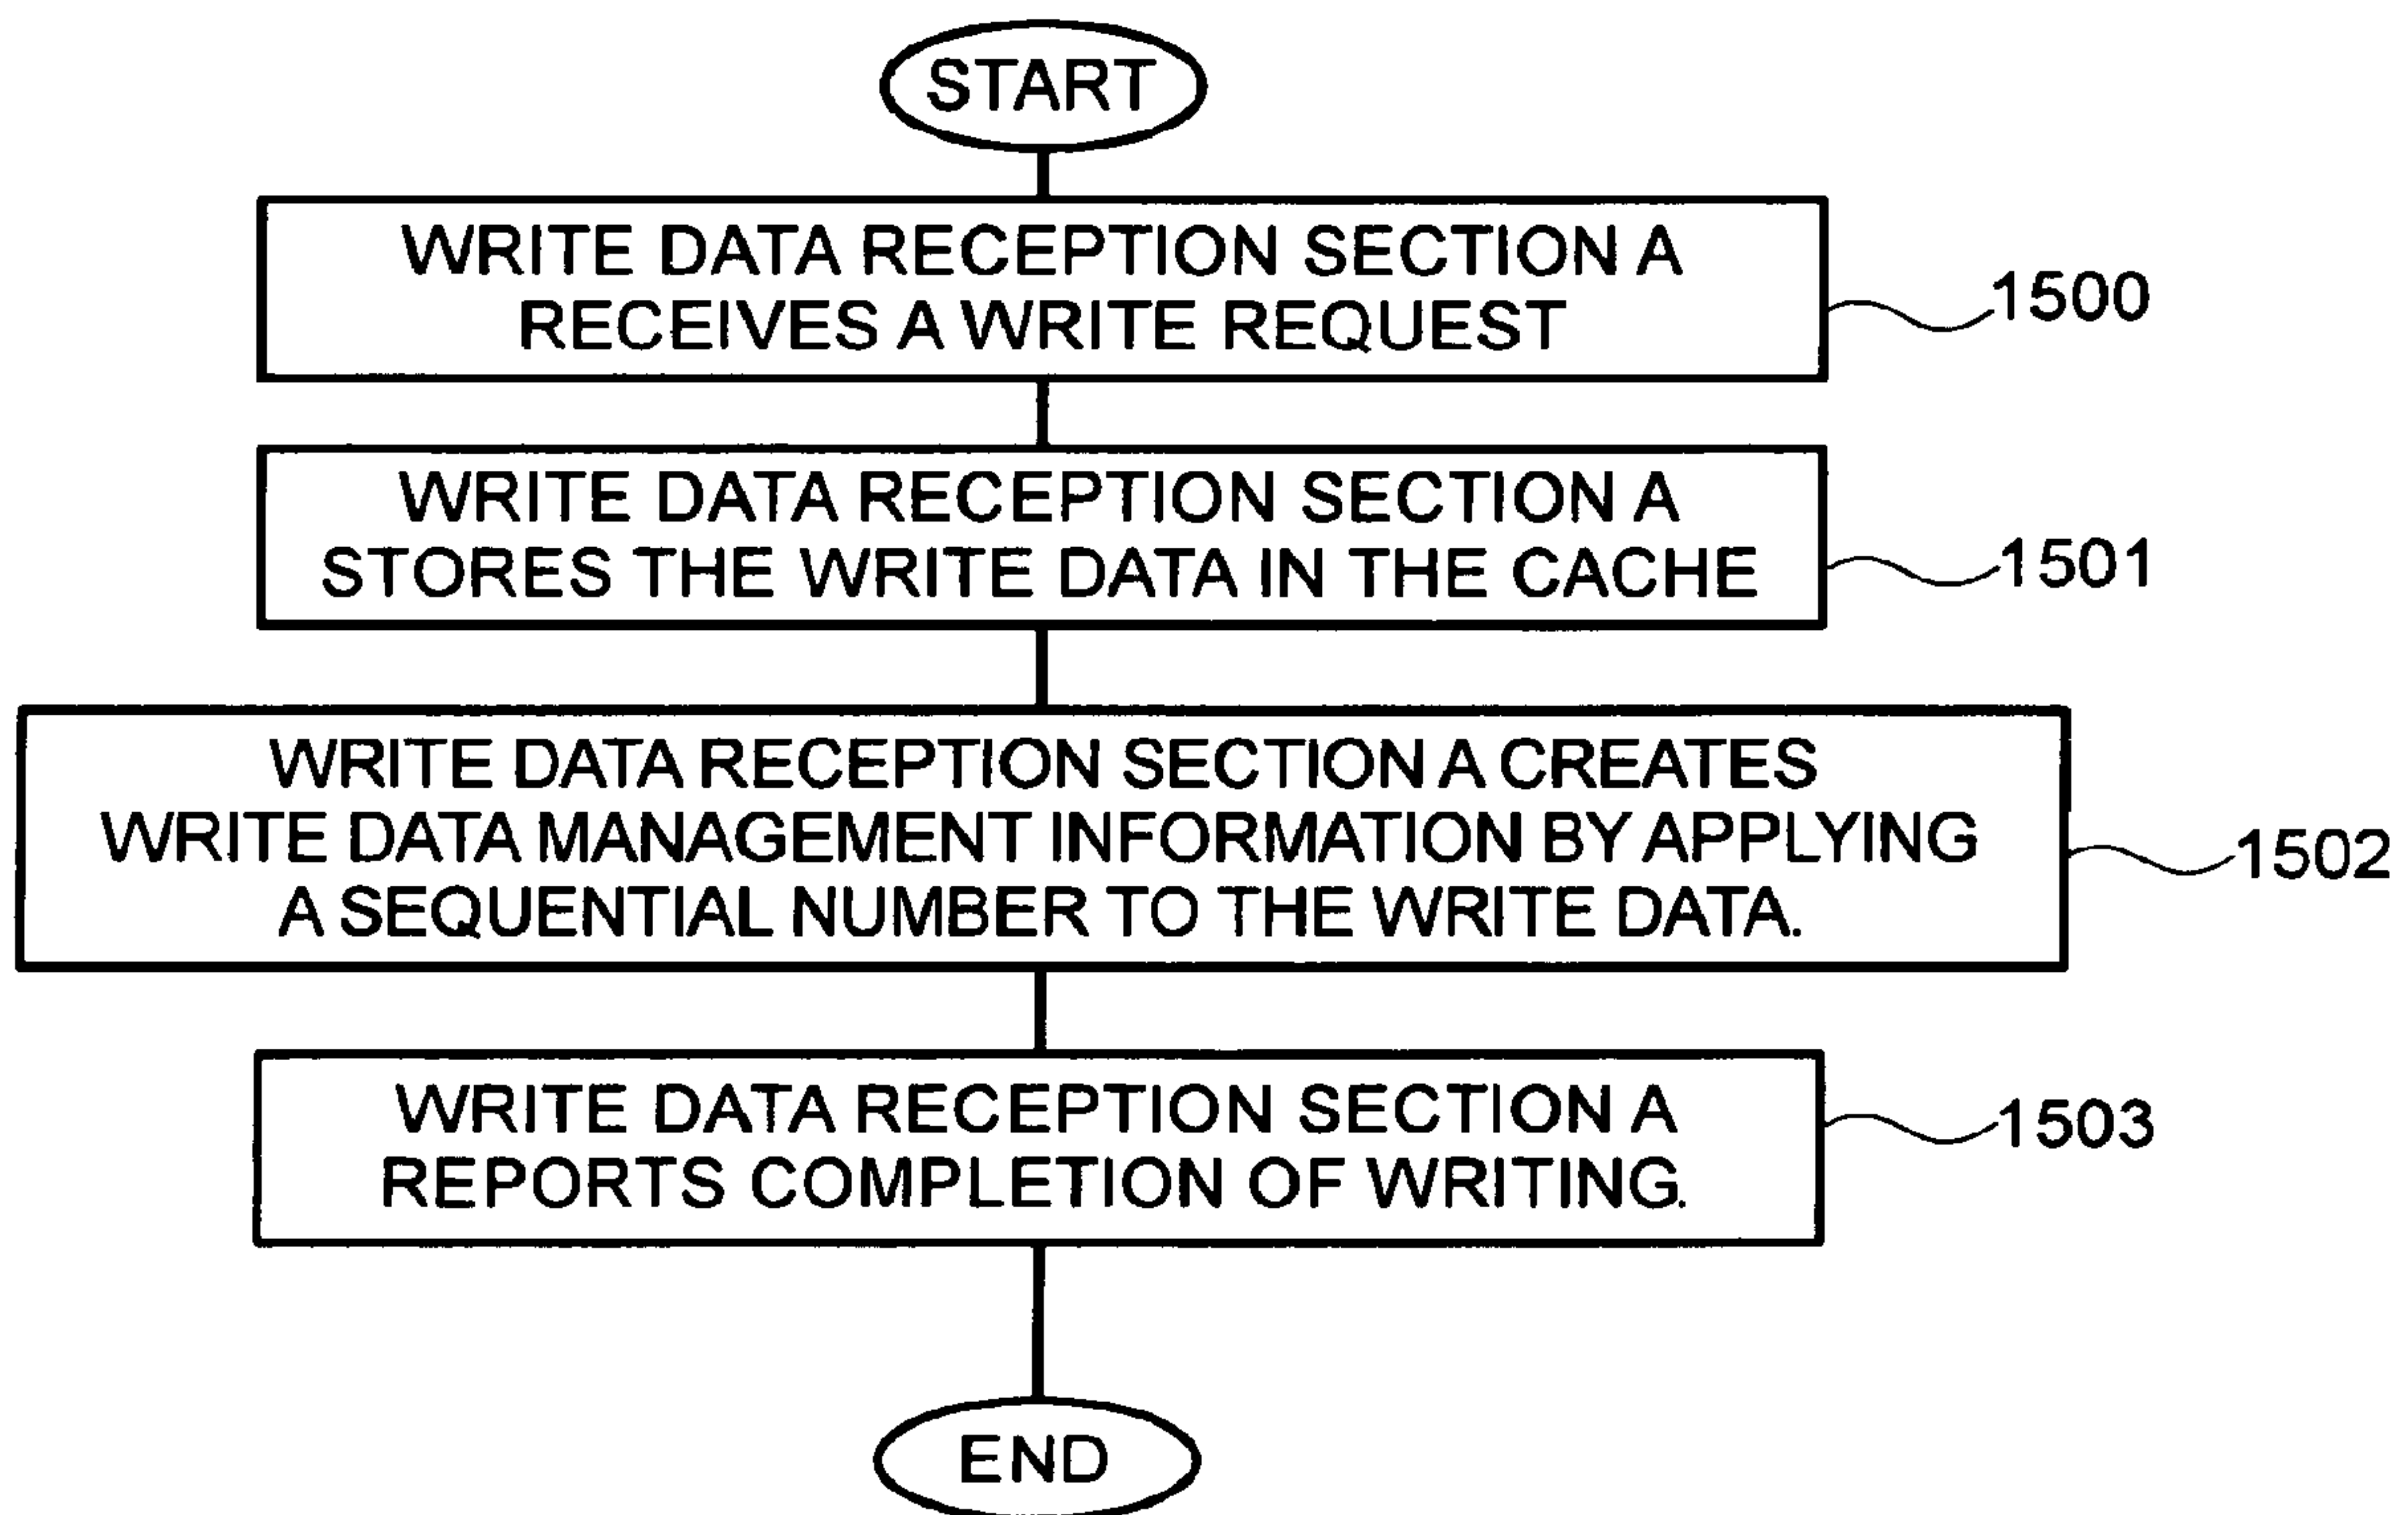 START
WRITE DATA RECEPTION SECTION A
RECEIVES A WRITE REQUEST
1500
WRITE DATA RECEPTION SECTION A
STORES THE WRITE DATA IN THE CACHE
1501
WRITE DATA RECEPTION SECTION A CREATES
WRITE DATA MANAGEMENT INFORMATION BY APPLYING
A SEQUENTIAL NUMBER TO THE WRITE DATA.
1502
WRITE DATA RECEPTION SECTION A
REPORTS COMPLETION OF WRITING.
1503
END